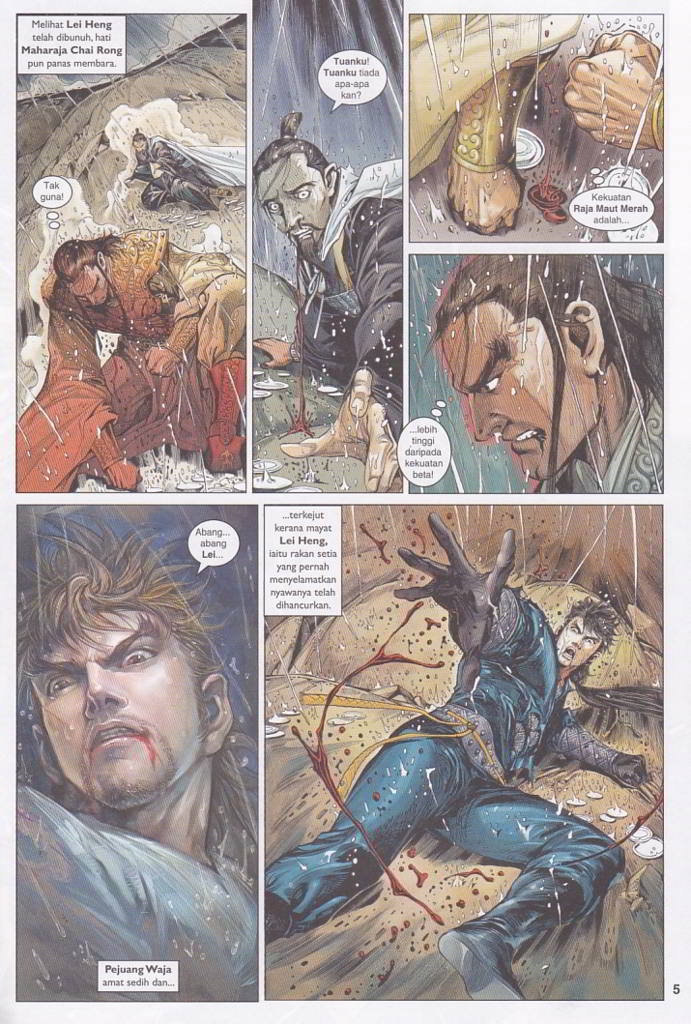 Melihat Lei Heng
telah dibunuh, hati
Maharaja Chai Rong
pun panas membara.
Tak
guna!
Tuanku!
Tuanku tiada
apa-apa
kan?
Kekuatan
Raja Maut Merah
adalah...
...lebih
tinggi
daripada
kekuatan
beta!
Abang...
abang
Lei...
Pejuang Waja
amat sedih dan...
...terkejut
kerana mayat
Lei Heng,
iaitu rakan setia
yang pernah
menyelamatkan
nyawanya telah
dihancurkan.
5